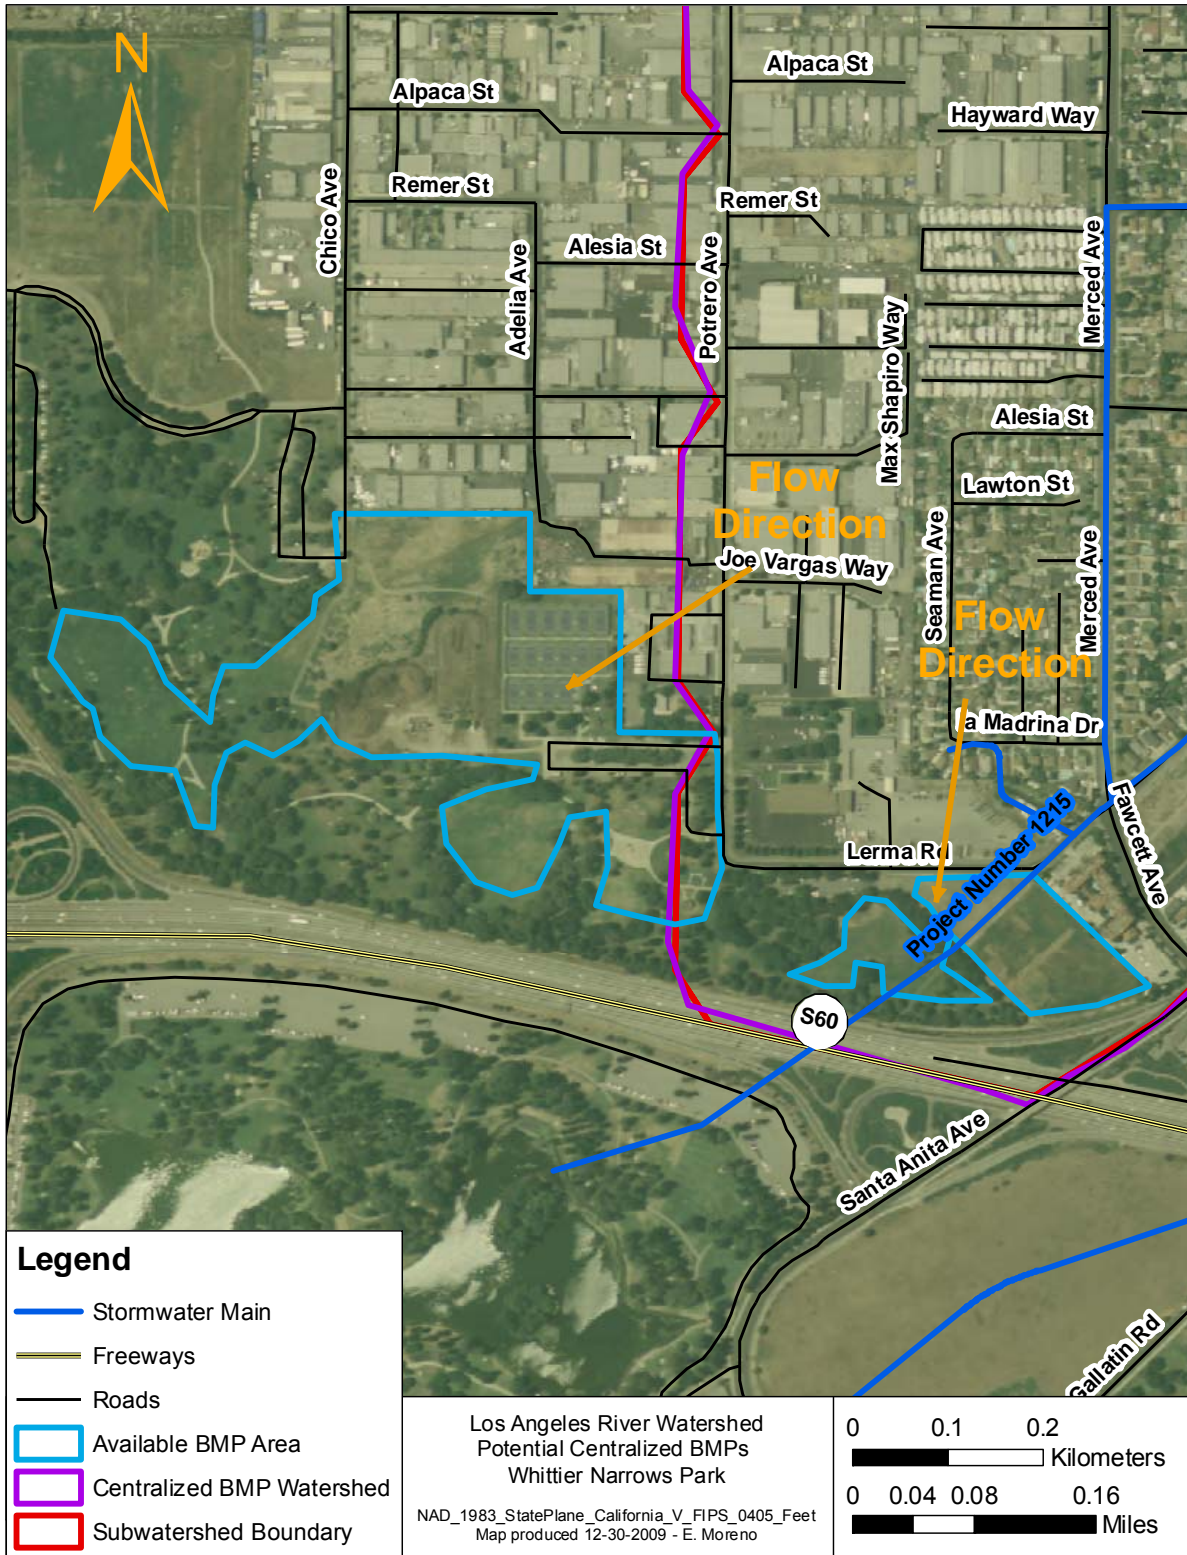 N
Alpaca St
Alpaca St
Hayward Way
Remer St
Remer St
Chico Ave
Alesia St
Adelia Ave
Potrero Ave
Merced Ave
Max Shapiro Way
Alesia St
Lawton St
Flow
Direction
Joe Vargas Way
Seaman Ave
Merced Ave
Flow
Direction
a Madrina Dr
Fawcett Ave
Project Number 1215
Lerma Rd
S60
Santa Anita Ave
Gallatin Rd
Legend
Stormwater Main
Freeways
Roads
Available BMP Area
Centralized BMP Watershed
Subwatershed Boundary
Los Angeles River Watershed
Potential Centralized BMPs
Whittier Narrows Park
NAD_1983_StatePlane_California_V_FIPS_0405_Feet
Map produced 12-30-2009 - E. Moreno
0 0.1 0.2
Kilometers
0 0.04 0.08 0.16
Miles